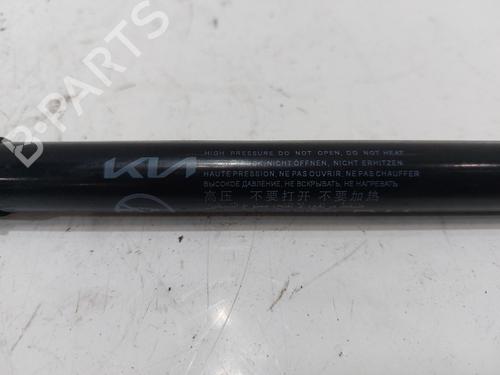 KIA
HIGH PRESSURE DO NOT OPEN, DO NOT HEAT
NICHT ÖFFNEN, NICHT ERHITZEN
HAUTE PRESSION, NE PAS OUVRIR, NE PAS CHAUFFER
ВЫСОКОЕ ДАВЛЕНИЕ, НЕ ВСКРЫВАТЬ, НЕ НАГРЕВАТЬ
高压 不要打开 不要加热
B-PARTS